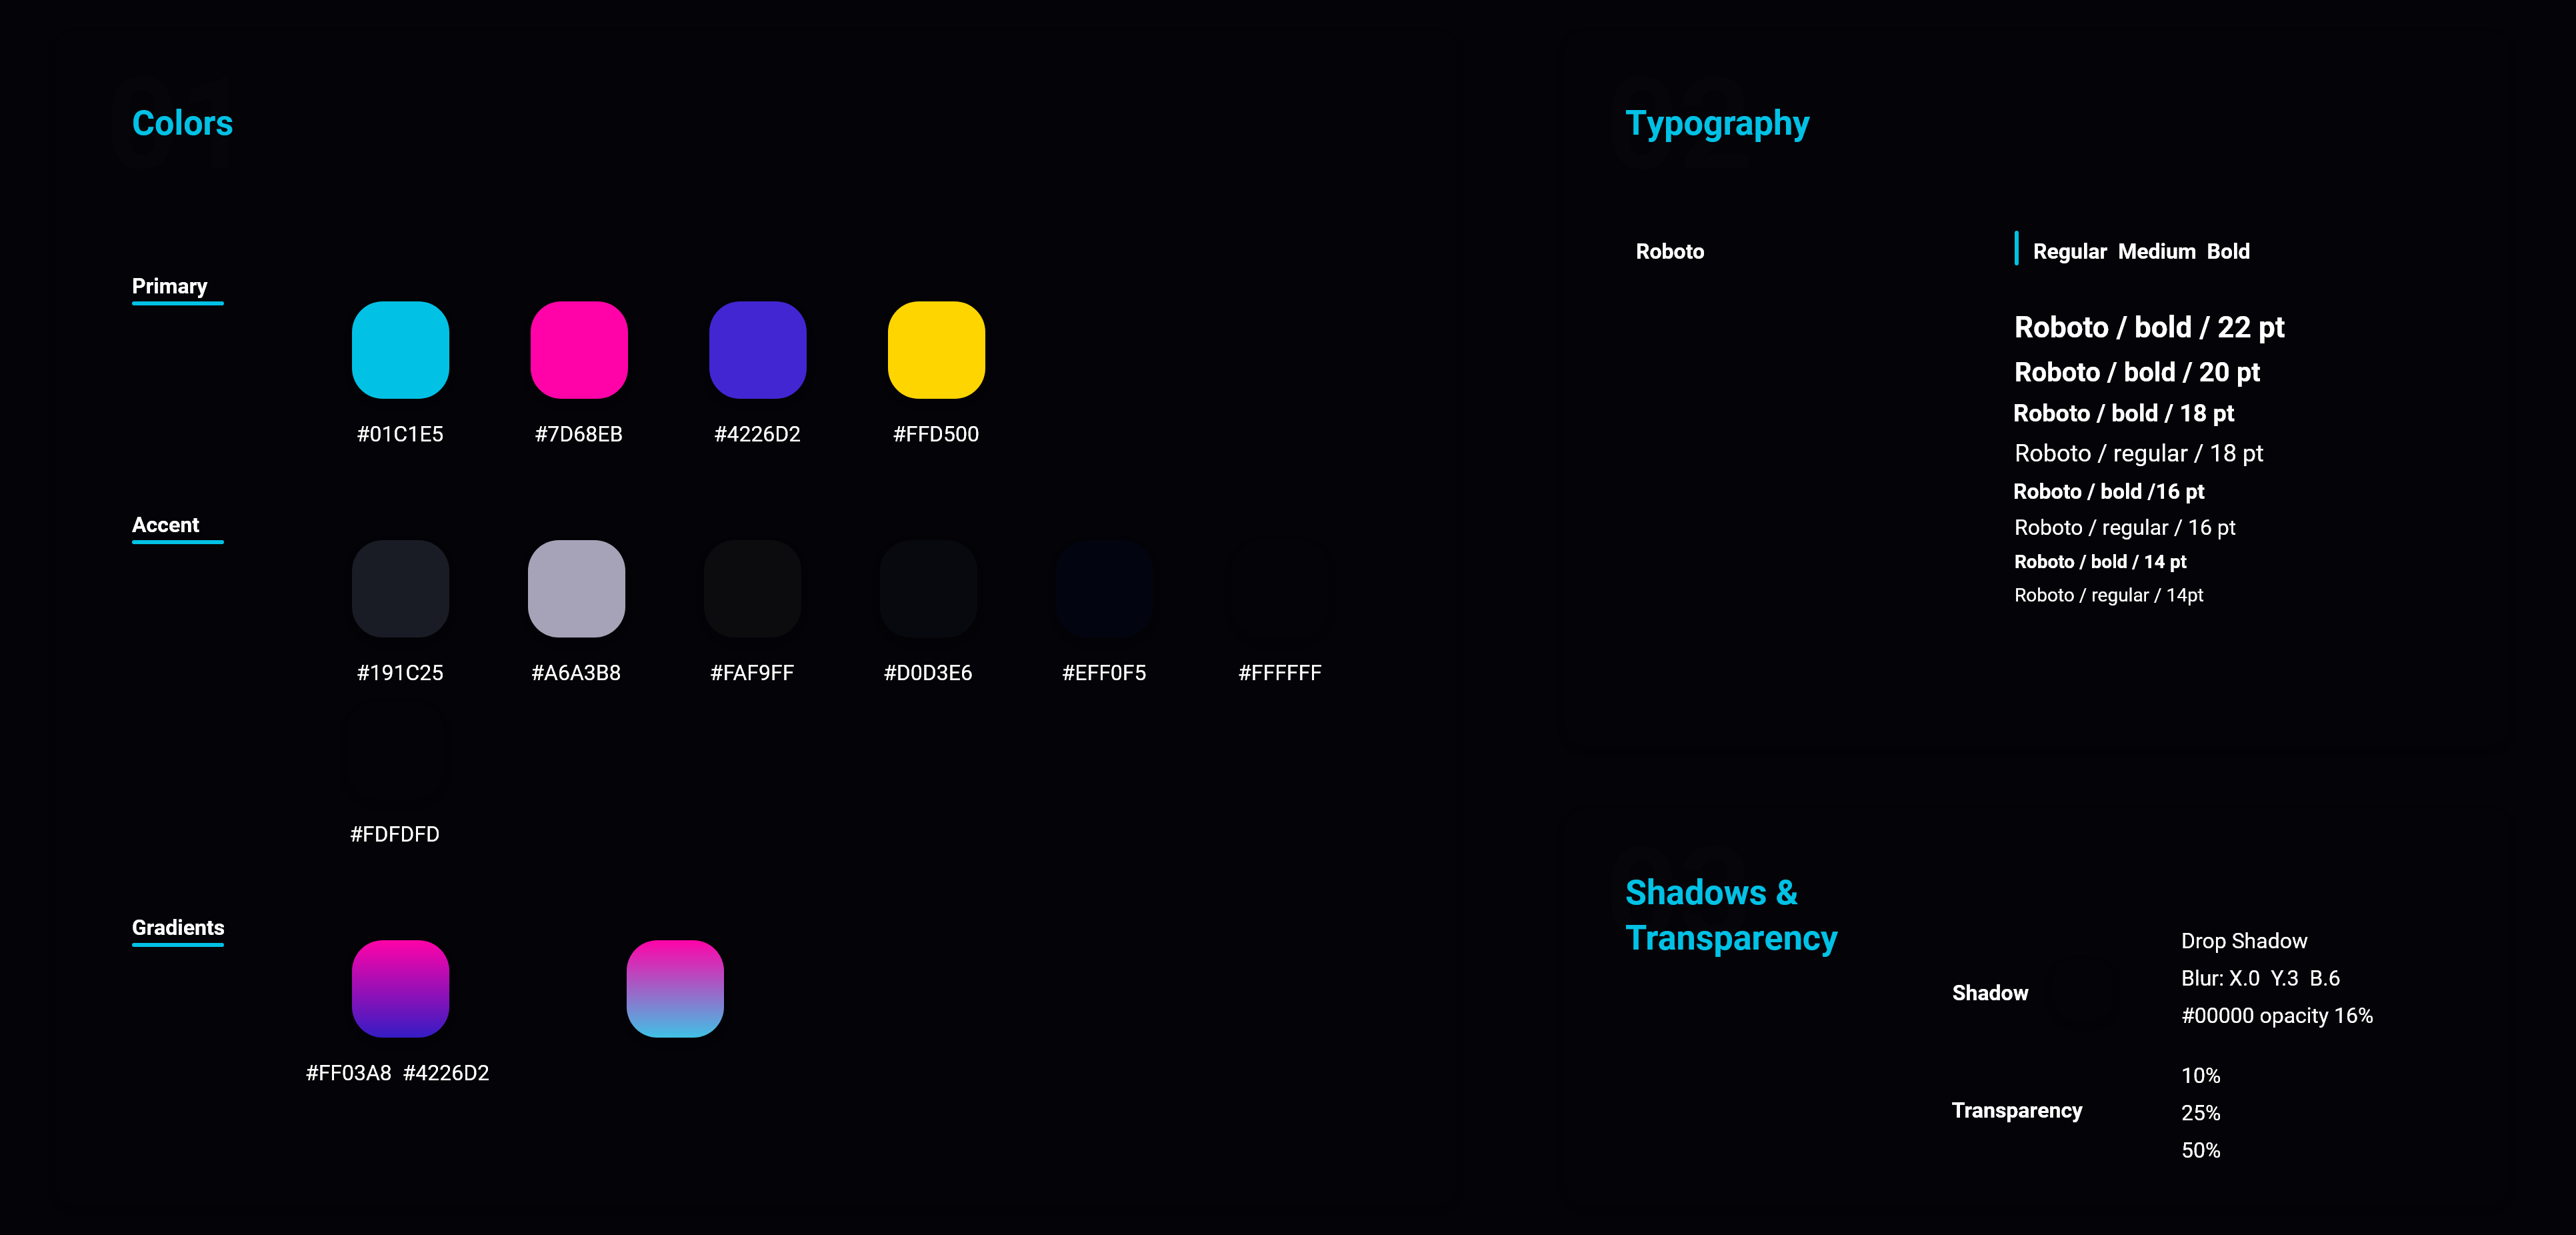 01
Colors
Primary
#01C1E5 #7D68EB #4226D2 #FFD500
Accent
#191C25 #A6A3B8 #FAF9FF #D0D3E6 #EFF0F5 #FFFFFF
#FDFDFD
Gradients
#FF03A8 #4226D2
02
Typography
Roboto
Regular Medium Bold
Roboto / bold / 22 pt
Roboto / bold / 20 pt
Roboto / bold / 18 pt
Roboto / regular / 18 pt
Roboto / bold /16 pt
Roboto / regular / 16 pt
Roboto / bold / 14 pt
Roboto / regular / 14pt
Shadows &
Transparency
Shadow
Drop Shadow
Blur: X.0 Y.3 B.6
#00000 opacity 16%
Transparency
10%
25%
50%